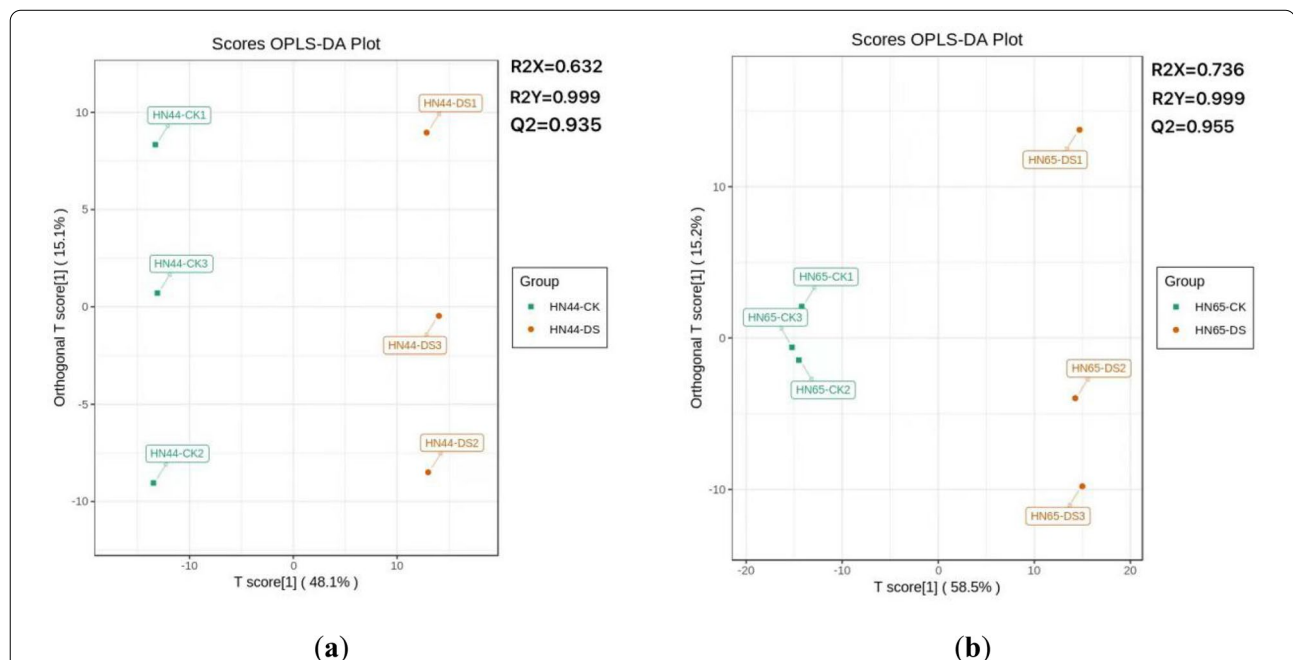 Scores OPLS-DA Plot
R2X=0.632
R2Y=0.999
Q2=0.935
HN44-CK1
HN44-DS1
HN44-CK3
HN44-DS3
HN44-CK2
HN44-DS2
10
5
0
-5
-10
Orthogonal T score[1] ( 15.1% )
-10
0
10
T score[1] ( 48.1% )
Group
HN44-CK
HN44-DS
(a)
Scores OPLS-DA Plot
R2X=0.736
R2Y=0.999
Q2=0.955
HN65-DS1
HN65-CK1
HN65-CK3
HN65-CK2
HN65-DS2
HN65-DS3
10
0
-10
Orthogonal T score[1] ( 15.2% )
-20
-10
0
10
20
T score[1] ( 58.5% )
Group
HN65-CK
HN65-DS
(b)